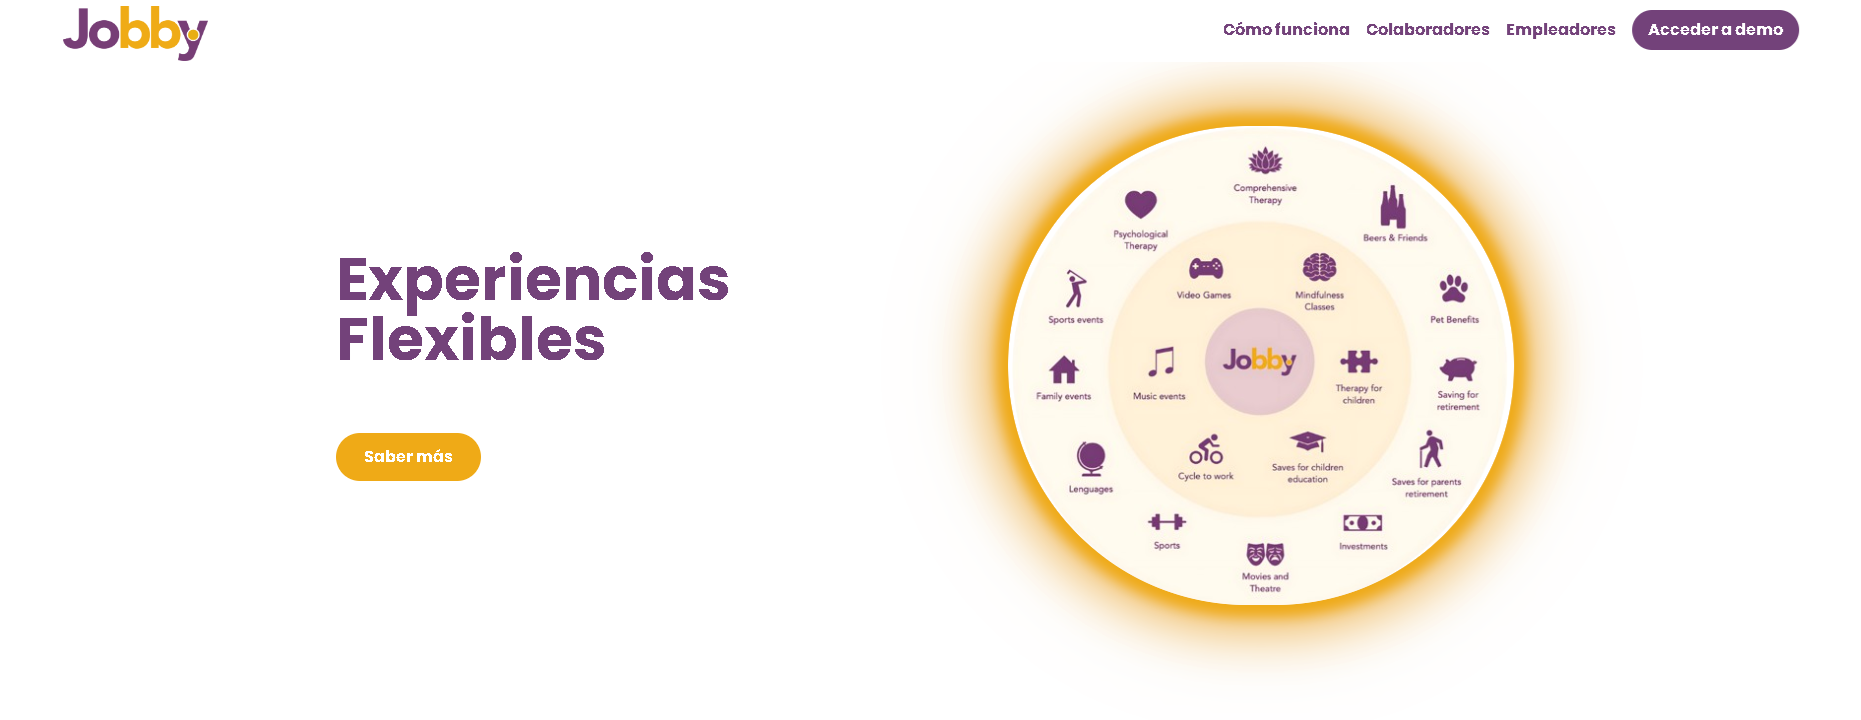 Jobby
Cómo funciona
Colaboradores
Empleadores
Acceder a demo
Experiencias
Flexibles
Saber más
Comprehensive
Therapy
Psychological
Therapy
Beers & Friends
Video Games
Mindfulness
Classes
Sports events
Pet Benefits
Jobby
Family events
Music events
Therapy for
children
Saving for
retirement
Lenguages
Cycle to work
Saves for children
education
Saves for parents
retirement
Sports
Investments
Movies and
Theatre